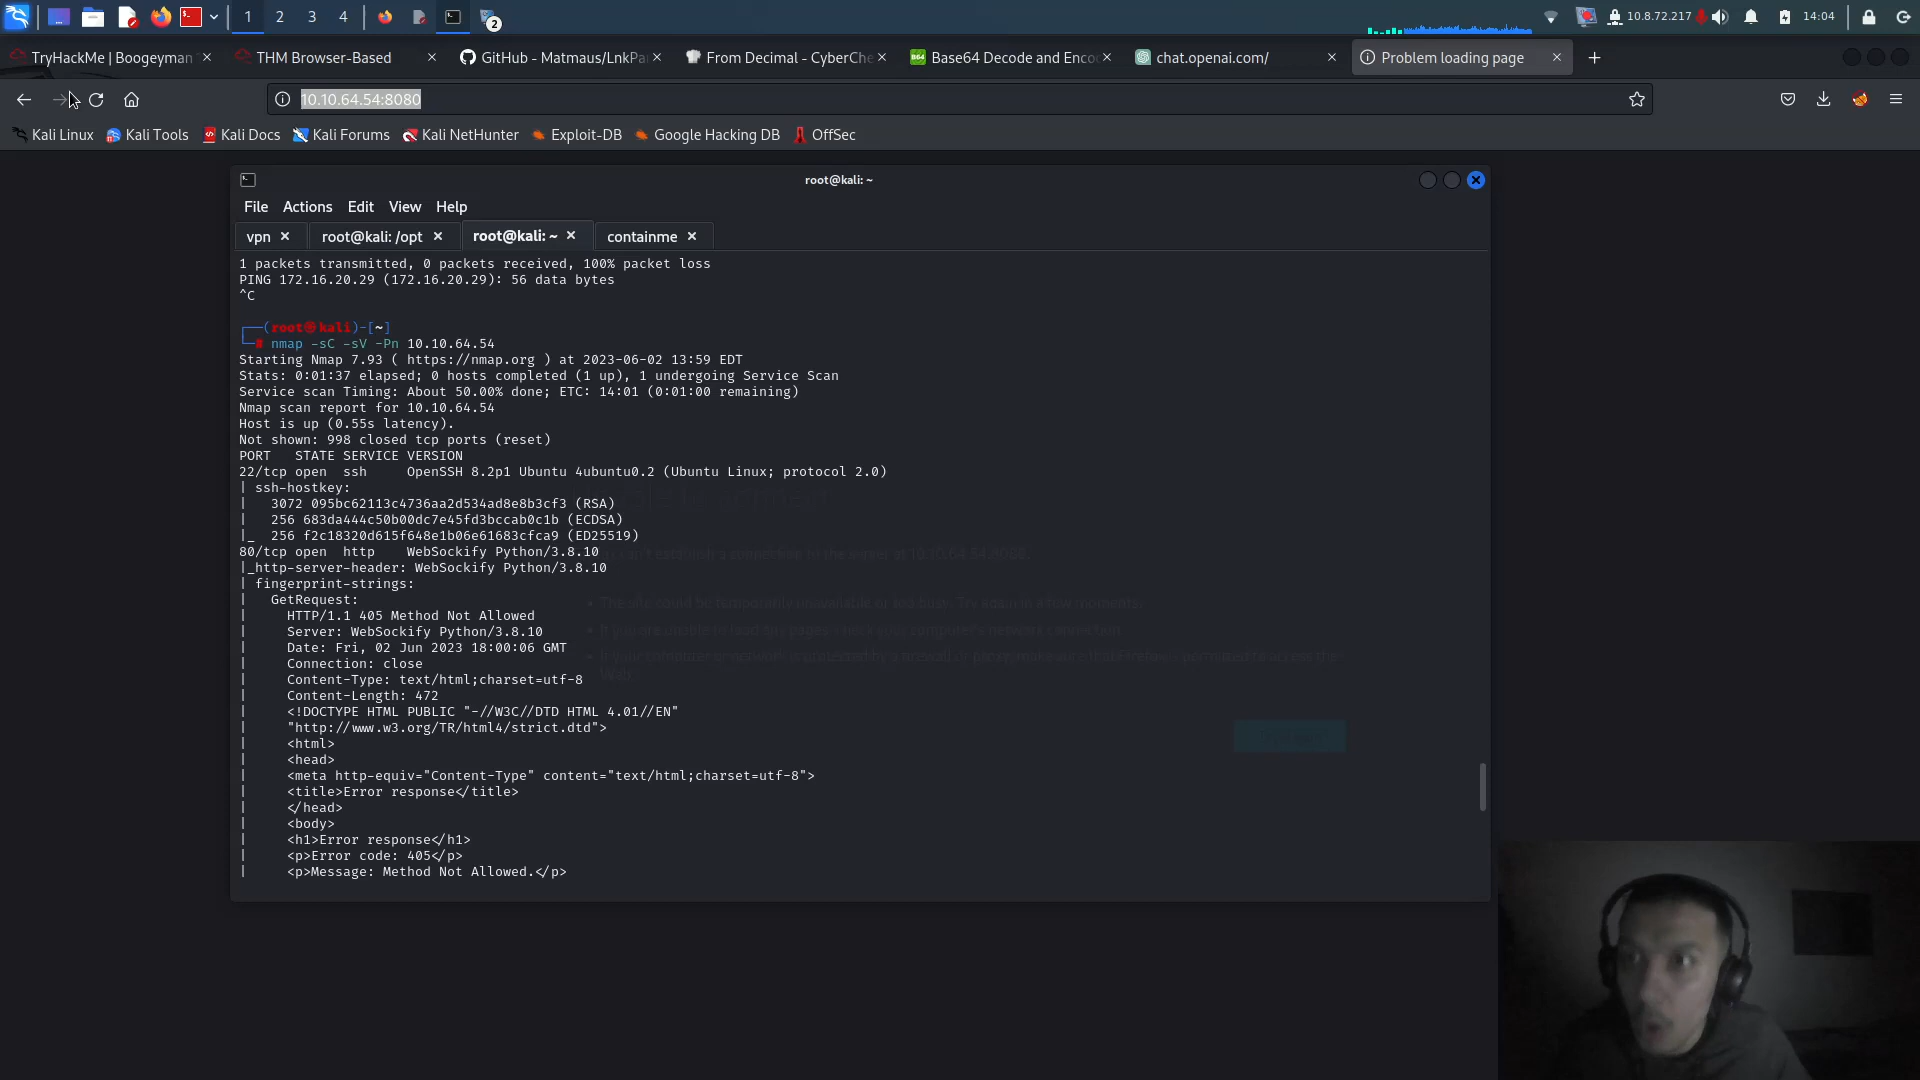 1 2 3 4 2 10.8.72.217 14:04
TryHackMe | Boogeyman
THM Browser-Based
GitHub - Matmaus/LnkPa
From Decimal - CyberChe
B64 Base64 Decode and Enco
chat.openai.com/
Problem loading page
10.10.64.54:8080
Kali Linux Kali Tools Kali Docs Kali Forums Kali NetHunter Exploit-DB Google Hacking DB OffSec
root@kali: ~
File Actions Edit View Help
vpn root@kali: /opt root@kali: ~ containme
1 packets transmitted, 0 packets received, 100% packet loss
PING 172.16.20.29 (172.16.20.29): 56 data bytes
^C
┌──(root㉿kali)-[~]
└─# nmap -sC -sV -Pn 10.10.64.54
Starting Nmap 7.93 ( https://nmap.org ) at 2023-06-02 13:59 EDT
Stats: 0:01:37 elapsed; 0 hosts completed (1 up), 1 undergoing Service Scan
Service scan Timing: About 50.00% done; ETC: 14:01 (0:01:00 remaining)
Nmap scan report for 10.10.64.54
Host is up (0.55s latency).
Not shown: 998 closed tcp ports (reset)
PORT STATE SERVICE VERSION
22/tcp open ssh OpenSSH 8.2p1 Ubuntu 4ubuntu0.2 (Ubuntu Linux; protocol 2.0)
| ssh-hostkey:
| 3072 095bc62113c4736aa2d534ad8e8b3cf3 (RSA)
| 256 683da444c50b00dc7e45fd3bccab0c1b (ECDSA)
|_ 256 f2c18320d615f648e1b06e61683cfca9 (ED25519)
80/tcp open http WebSockify Python/3.8.10
|_http-server-header: WebSockify Python/3.8.10
| fingerprint-strings:
| GetRequest:
| HTTP/1.1 405 Method Not Allowed
| Server: WebSockify Python/3.8.10
| Date: Fri, 02 Jun 2023 18:00:06 GMT
| Connection: close
| Content-Type: text/html;charset=utf-8
| Content-Length: 472
| <!DOCTYPE HTML PUBLIC "-//W3C//DTD HTML 4.01//EN"
| "http://www.w3.org/TR/html4/strict.dtd">
| <html>
| <head>
| <meta http-equiv="Content-Type" content="text/html;charset=utf-8">
| <title>Error response</title>
| </head>
| <body>
| <h1>Error response</h1>
| <p>Error code: 405</p>
| <p>Message: Method Not Allowed.</p>